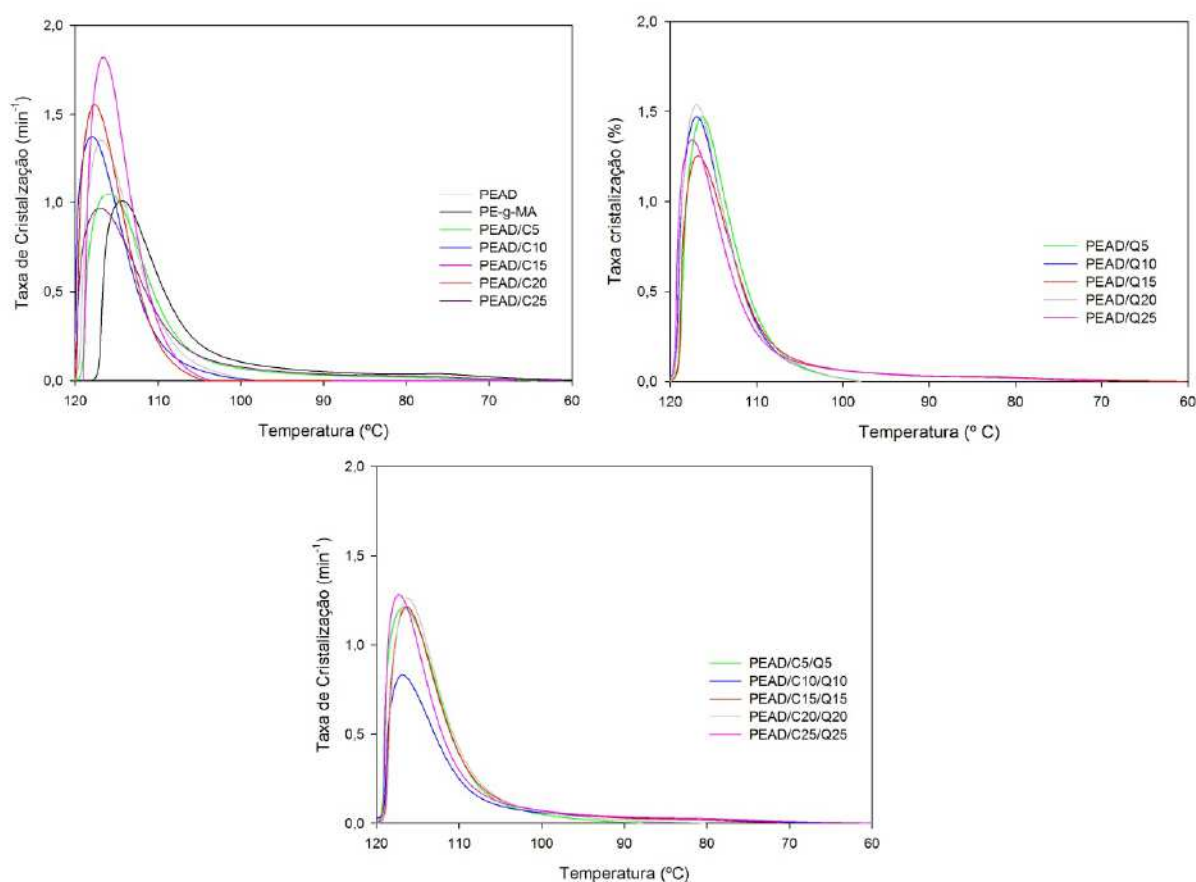 Taxa de Cristalização (min⁻¹)
2,0
1,5
1,0
0,5
0,0
120
110
100
90
80
70
60
Temperatura (ºC)
PEAD
PE-g-MA
PEAD/C5
PEAD/C10
PEAD/C15
PEAD/C20
PEAD/C25
Taxa cristalização (%)
2,0
1,5
1,0
0,5
0,0
120
110
100
90
80
70
60
Temperatura (º C)
PEAD/Q5
PEAD/Q10
PEAD/Q15
PEAD/Q20
PEAD/Q25
Taxa de Cristalização (min⁻¹)
2,0
1,5
1,0
0,5
0,0
120
110
100
90
80
70
60
Temperatura (ºC)
PEAD/C5/Q5
PEAD/C10/Q10
PEAD/C15/Q15
PEAD/C20/Q20
PEAD/C25/Q25